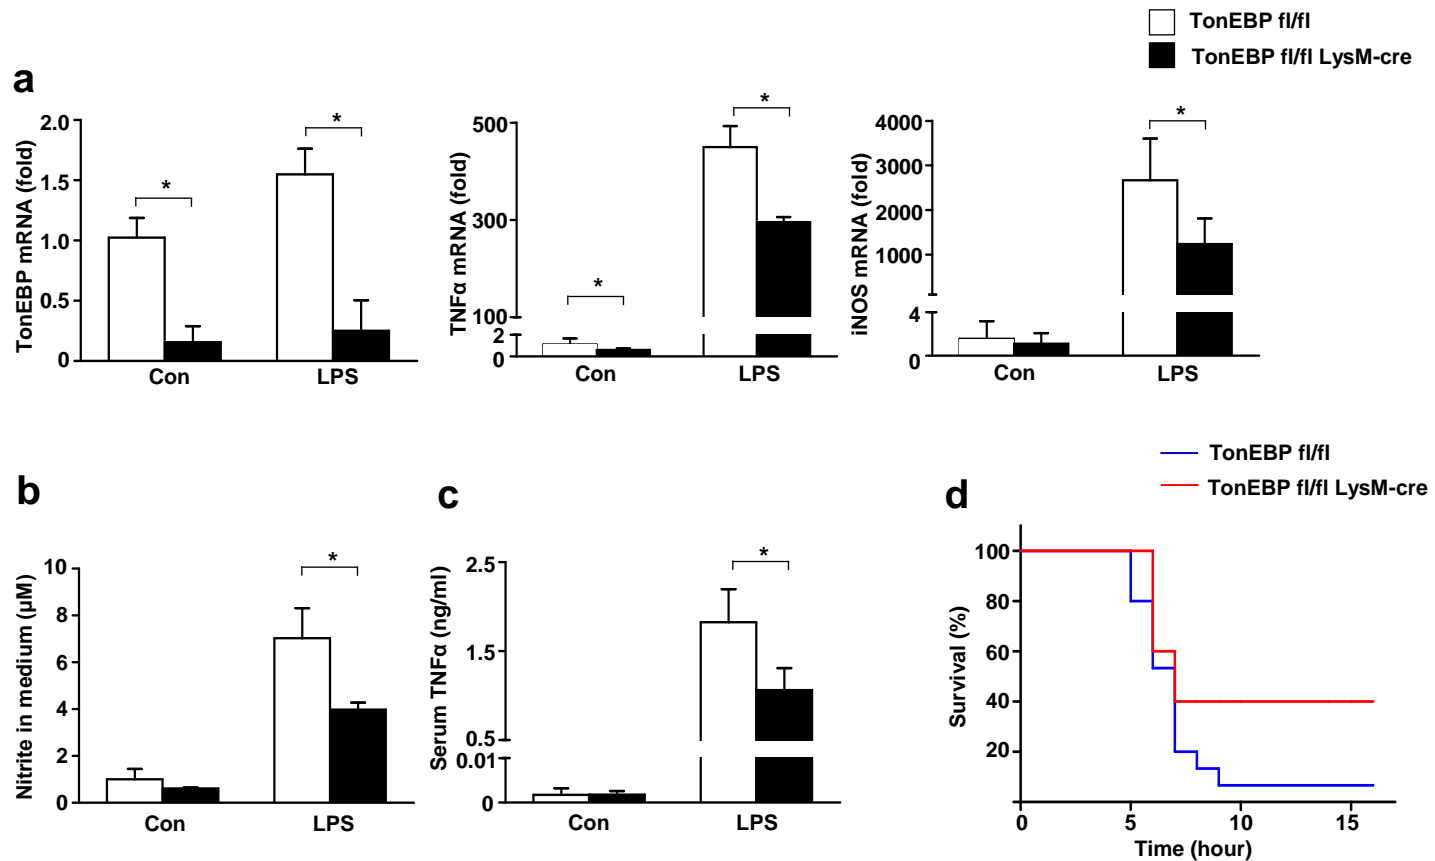 TonEBP fl/fl
TonEBP fl/fl LysM-cre
a
TonEBP mRNA (fold)
2.0
1.5
1.0
0.5
0
*
*
Con
LPS
TNFα mRNA (fold)
500
300
100
2
0
*
*
Con
LPS
iNOS mRNA (fold)
4000
3000
2000
1000
4
0
*
Con
LPS
b
Nitrite in medium (µM)
10
8
6
4
2
0
*
Con
LPS
c
Serum TNFα (ng/ml)
2.5
1.5
0.5
0.01
0
*
Con
LPS
TonEBP fl/fl
TonEBP fl/fl LysM-cre
d
Survival (%)
100
80
60
40
20
0
5
10
15
Time (hour)